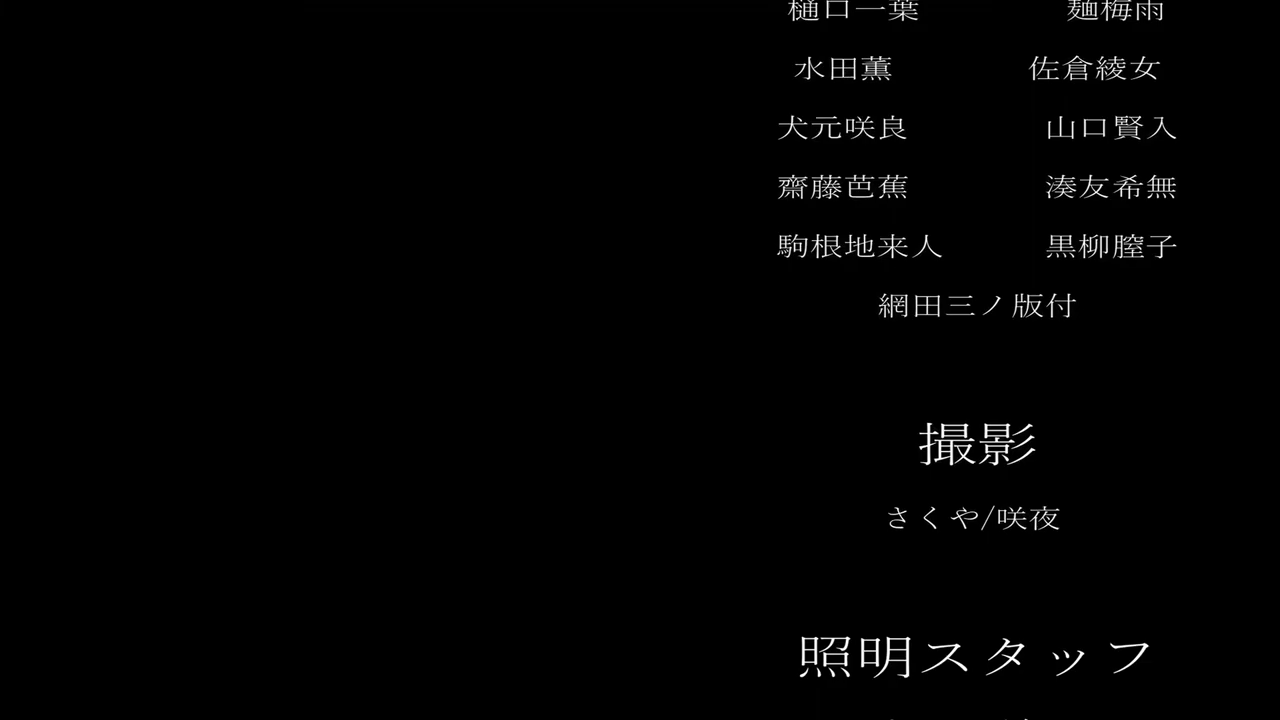 樋口一葉 麺梅雨
水田薫 佐倉綾女
犬元咲良 山口賢入
齋藤芭蕉 湊友希無
駒根地来人 黒柳膣子
網田三ノ版付
撮影
さくや/咲夜
照明スタッフ